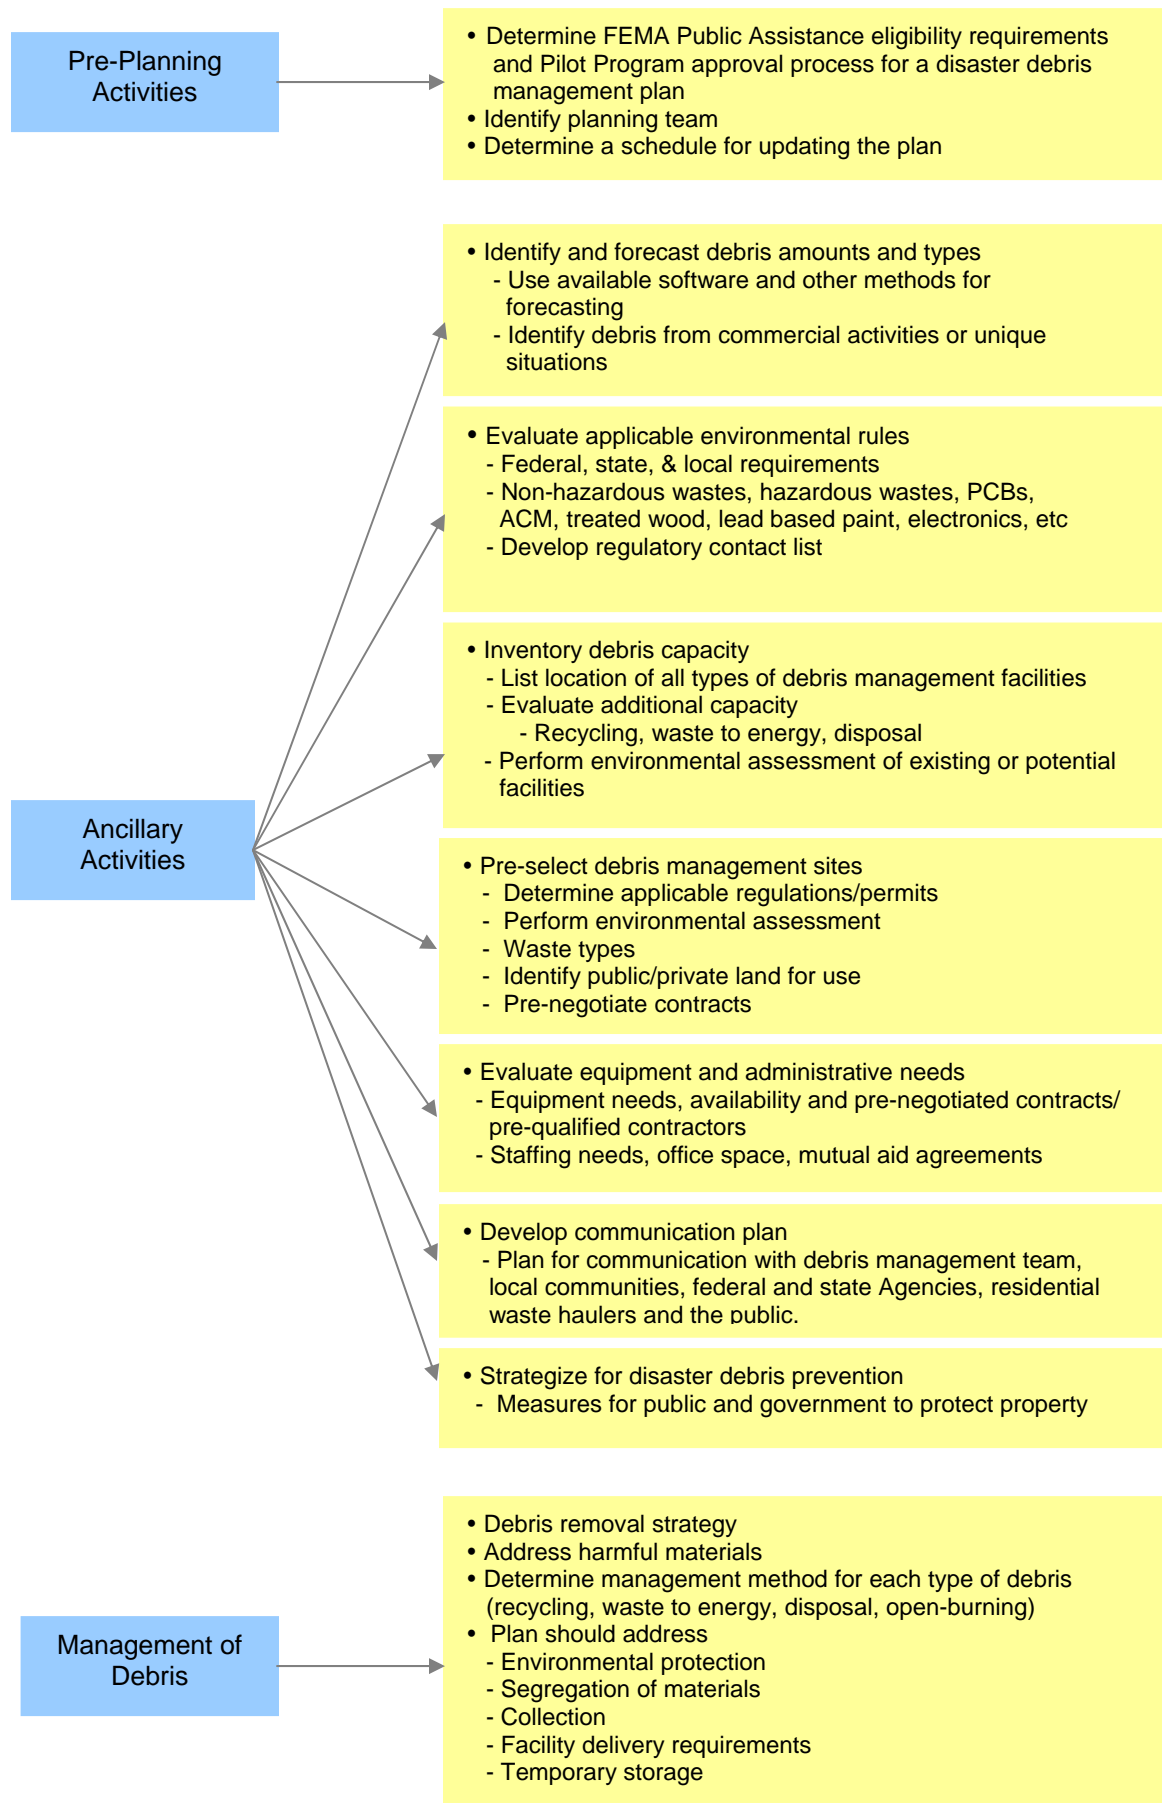 Pre-Planning
Activities
• Determine FEMA Public Assistance eligibility requirements
and Pilot Program approval process for a disaster debris
management plan
• Identify planning team
• Determine a schedule for updating the plan
Ancillary
Activities
• Identify and forecast debris amounts and types
- Use available software and other methods for
forecasting
- Identify debris from commercial activities or unique
situations
• Evaluate applicable environmental rules
- Federal, state, & local requirements
- Non-hazardous wastes, hazardous wastes, PCBs,
ACM, treated wood, lead based paint, electronics, etc
- Develop regulatory contact list
• Inventory debris capacity
- List location of all types of debris management facilities
- Evaluate additional capacity
- Recycling, waste to energy, disposal
- Perform environmental assessment of existing or potential
facilities
• Pre-select debris management sites
- Determine applicable regulations/permits
- Perform environmental assessment
- Waste types
- Identify public/private land for use
- Pre-negotiate contracts
• Evaluate equipment and administrative needs
- Equipment needs, availability and pre-negotiated contracts/
pre-qualified contractors
- Staffing needs, office space, mutual aid agreements
• Develop communication plan
- Plan for communication with debris management team,
local communities, federal and state Agencies, residential
waste haulers and the public.
• Strategize for disaster debris prevention
- Measures for public and government to protect property
Management of
Debris
• Debris removal strategy
• Address harmful materials
• Determine management method for each type of debris
(recycling, waste to energy, disposal, open-burning)
• Plan should address
- Environmental protection
- Segregation of materials
- Collection
- Facility delivery requirements
- Temporary storage